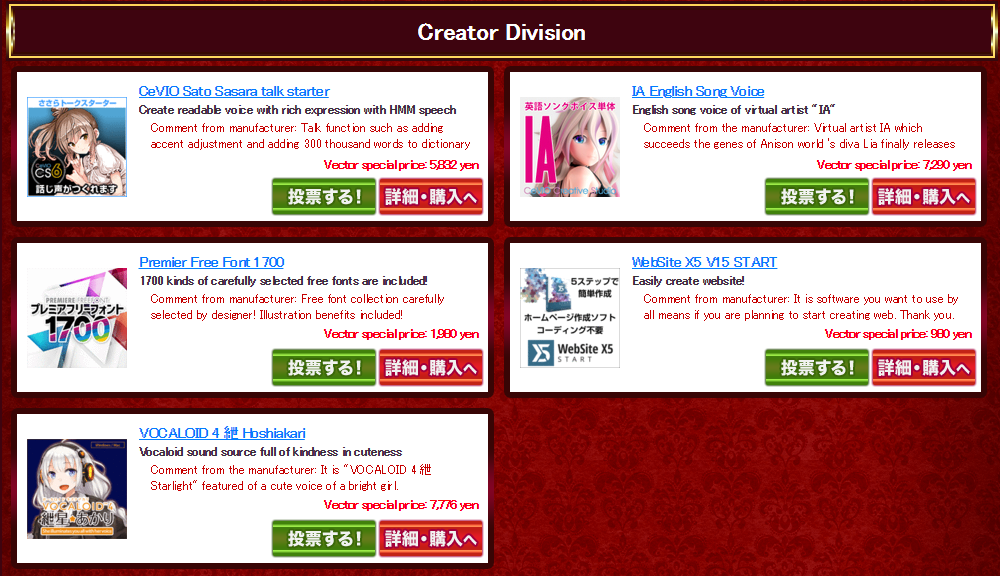 Creator Division
ささらトークスターター
CeVIO
CS6
話し声がつくれます
CeVIO Sato Sasara talk starter
Create readable voice with rich expression with HMM speech
Comment from manufacturer: Talk function such as adding
accent adjustment and adding 300 thousand words to dictionary
Vector special price: 5,832 yen
投票する!
詳細・購入へ
英語ソングボイス単体
IA
CeVIO Creative Studio
IA English Song Voice
English song voice of virtual artist "IA"
Comment from the manufacturer: Virtual artist IA which
succeeds the genes of Anison world 's diva Lia finally releases
Vector special price: 7,290 yen
投票する!
詳細・購入へ
PREMIERE FREEFONT
プレミアフリーフォント
1700
Premier Free Font 1700
1700 kinds of carefully selected free fonts are included!
Comment from manufacturer: Free font collection carefully
selected by designer! Illustration benefits included!
Vector special price: 1,980 yen
投票する!
詳細・購入へ
5ステップで
簡単作成
ホームページ作成ソフト
コーディング不要
WebSite X5
START
WebSite X5 V15 START
Easily create website!
Comment from manufacturer: It is software you want to use by
all means if you are planning to start creating web. Thank you.
Vector special price: 980 yen
投票する!
詳細・購入へ
VOCALOID4
紲星あかり
VOCALOID 4 紲 Hoshiakari
Vocaloid sound source full of kindness in cuteness
Comment from the manufacturer: It is "VOCALOID 4 紲
Starlight" featured of a cute voice of a bright girl.
Vector special price: 7,776 yen
投票する!
詳細・購入へ